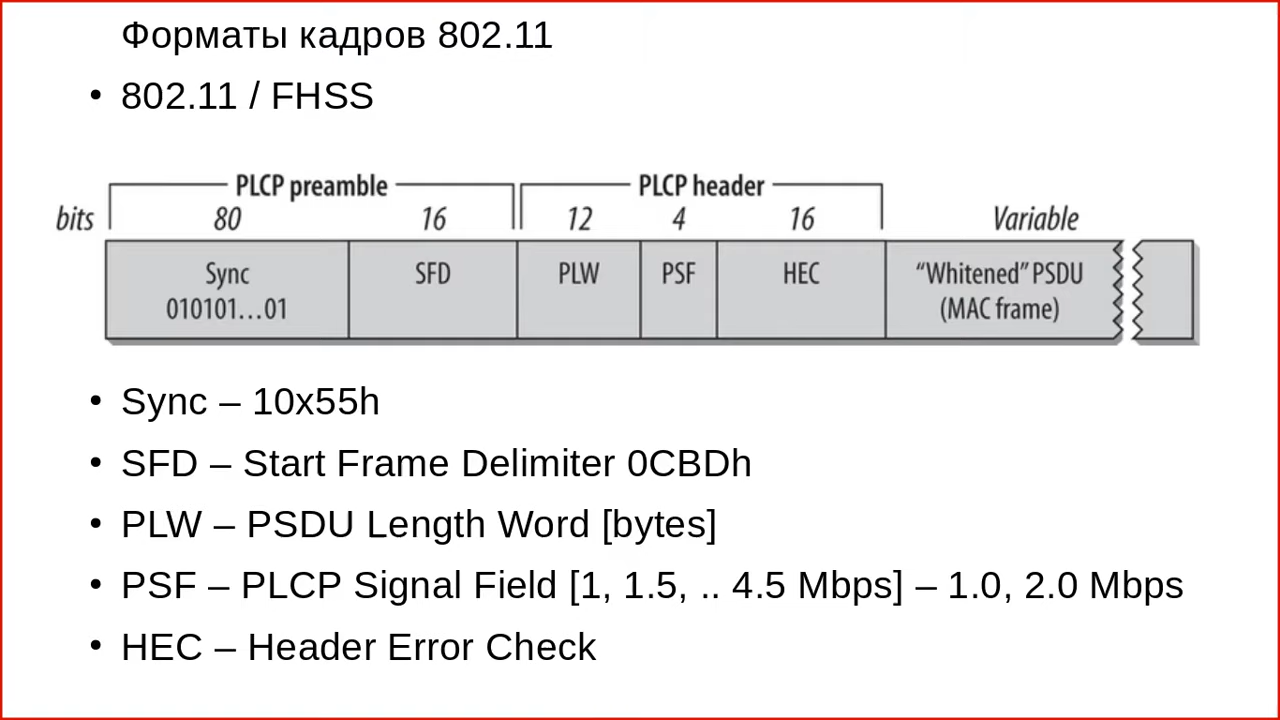 Форматы кадров 802.11
• 802.11 / FHSS
PLCP preamble PLCP header
bits 80 16 12 4 16 Variable
Sync SFD PLW PSF HEC “Whitened” PSDU
010101...01 (MAC frame)
• Sync – 10x55h
• SFD – Start Frame Delimiter 0CBDh
• PLW – PSDU Length Word [bytes]
• PSF – PLCP Signal Field [1, 1.5, .. 4.5 Mbps] – 1.0, 2.0 Mbps
• HEC – Header Error Check